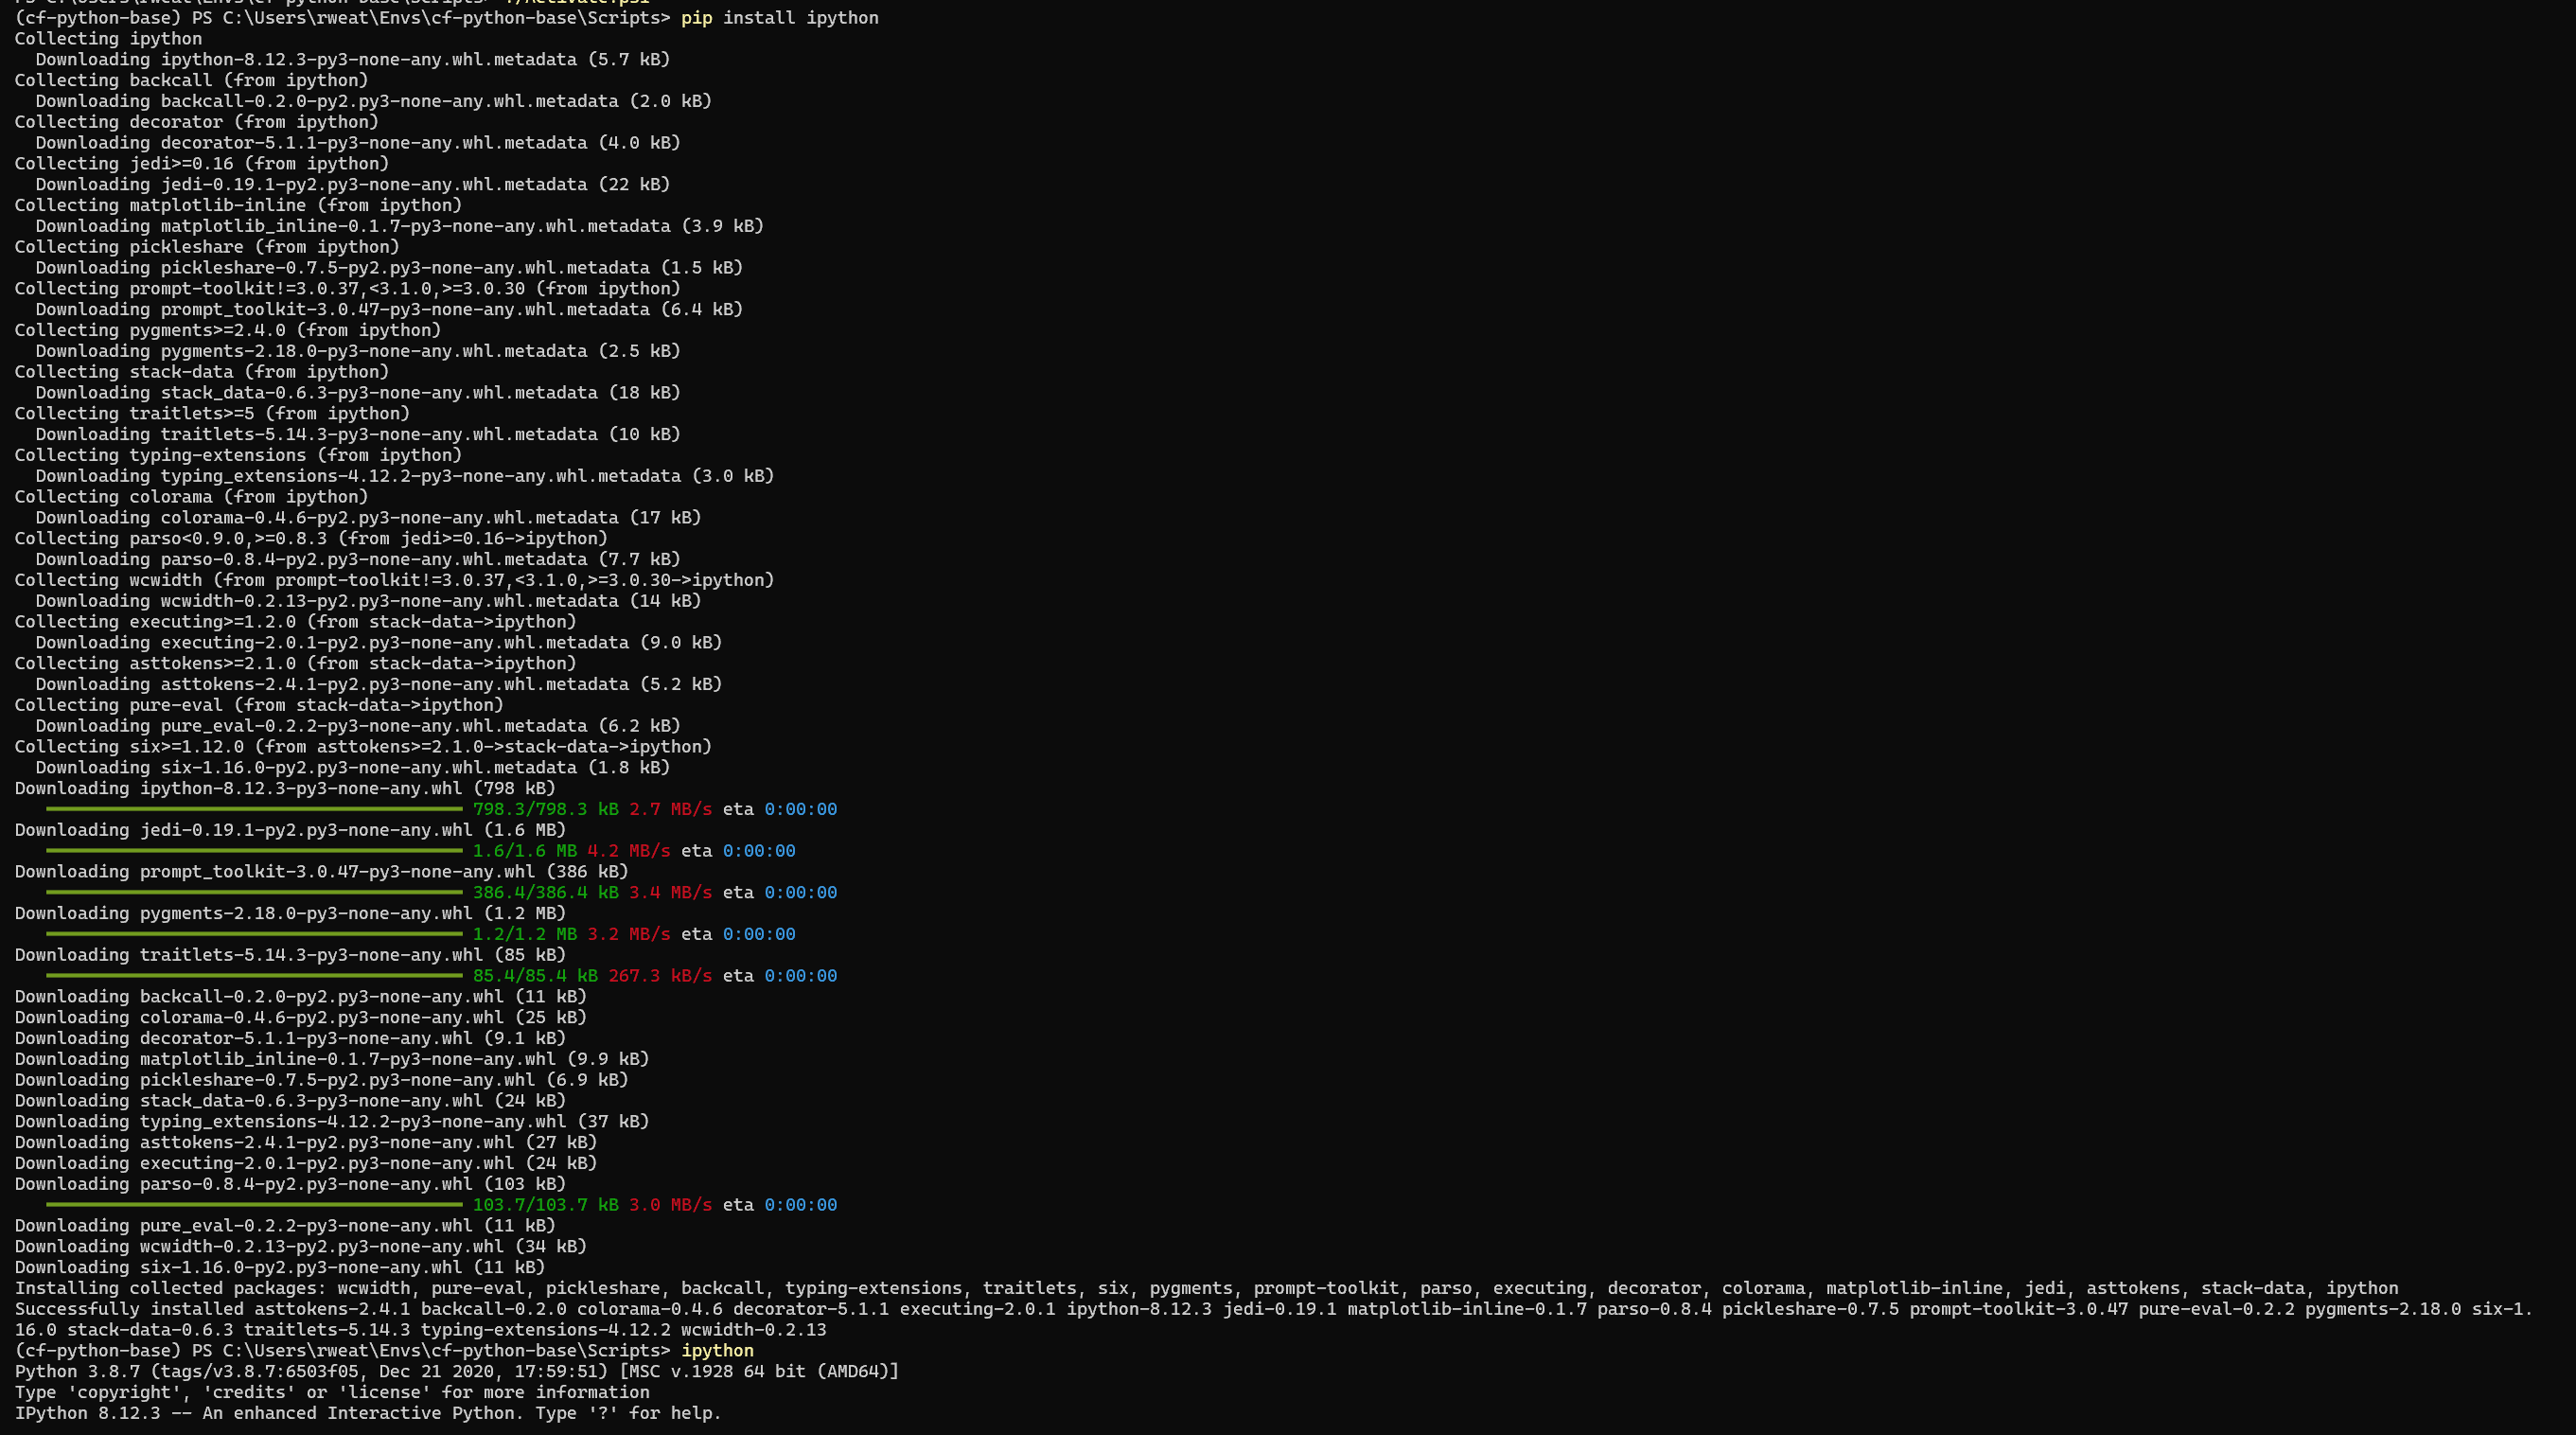 (cf-python-base) PS C:\Users\rweat\Envs\cf-python-base\Scripts> pip install ipython
Collecting ipython
  Downloading ipython-8.12.3-py3-none-any.whl.metadata (5.7 kB)
Collecting backcall (from ipython)
  Downloading backcall-0.2.0-py2.py3-none-any.whl.metadata (2.0 kB)
Collecting decorator (from ipython)
  Downloading decorator-5.1.1-py3-none-any.whl.metadata (4.0 kB)
Collecting jedi>=0.16 (from ipython)
  Downloading jedi-0.19.1-py2.py3-none-any.whl.metadata (22 kB)
Collecting matplotlib-inline (from ipython)
  Downloading matplotlib_inline-0.1.7-py3-none-any.whl.metadata (3.9 kB)
Collecting pickleshare (from ipython)
  Downloading pickleshare-0.7.5-py2.py3-none-any.whl.metadata (1.5 kB)
Collecting prompt-toolkit!=3.0.37,<3.1.0,>=3.0.30 (from ipython)
  Downloading prompt_toolkit-3.0.47-py3-none-any.whl.metadata (6.4 kB)
Collecting pygments>=2.4.0 (from ipython)
  Downloading pygments-2.18.0-py3-none-any.whl.metadata (2.5 kB)
Collecting stack-data (from ipython)
  Downloading stack_data-0.6.3-py3-none-any.whl.metadata (18 kB)
Collecting traitlets>=5 (from ipython)
  Downloading traitlets-5.14.3-py3-none-any.whl.metadata (10 kB)
Collecting typing-extensions (from ipython)
  Downloading typing_extensions-4.12.2-py3-none-any.whl.metadata (3.0 kB)
Collecting colorama (from ipython)
  Downloading colorama-0.4.6-py2.py3-none-any.whl.metadata (17 kB)
Collecting parso<0.9.0,>=0.8.3 (from jedi>=0.16->ipython)
  Downloading parso-0.8.4-py2.py3-none-any.whl.metadata (7.7 kB)
Collecting wcwidth (from prompt-toolkit!=3.0.37,<3.1.0,>=3.0.30->ipython)
  Downloading wcwidth-0.2.13-py2.py3-none-any.whl.metadata (14 kB)
Collecting executing>=1.2.0 (from stack-data->ipython)
  Downloading executing-2.0.1-py2.py3-none-any.whl.metadata (9.0 kB)
Collecting asttokens>=2.1.0 (from stack-data->ipython)
  Downloading asttokens-2.4.1-py2.py3-none-any.whl.metadata (5.2 kB)
Collecting pure-eval (from stack-data->ipython)
  Downloading pure_eval-0.2.2-py3-none-any.whl.metadata (6.2 kB)
Collecting six>=1.12.0 (from asttokens>=2.1.0->stack-data->ipython)
  Downloading six-1.16.0-py2.py3-none-any.whl.metadata (1.8 kB)
Downloading ipython-8.12.3-py3-none-any.whl (798 kB)
798.3/798.3 kB 2.7 MB/s eta 0:00:00
Downloading jedi-0.19.1-py2.py3-none-any.whl (1.6 MB)
1.6/1.6 MB 4.2 MB/s eta 0:00:00
Downloading prompt_toolkit-3.0.47-py3-none-any.whl (386 kB)
386.4/386.4 kB 3.4 MB/s eta 0:00:00
Downloading pygments-2.18.0-py3-none-any.whl (1.2 MB)
1.2/1.2 MB 3.2 MB/s eta 0:00:00
Downloading traitlets-5.14.3-py3-none-any.whl (85 kB)
85.4/85.4 kB 267.3 kB/s eta 0:00:00
Downloading backcall-0.2.0-py2.py3-none-any.whl (11 kB)
Downloading colorama-0.4.6-py2.py3-none-any.whl (25 kB)
Downloading decorator-5.1.1-py3-none-any.whl (9.1 kB)
Downloading matplotlib_inline-0.1.7-py3-none-any.whl (9.9 kB)
Downloading pickleshare-0.7.5-py2.py3-none-any.whl (6.9 kB)
Downloading stack_data-0.6.3-py3-none-any.whl (24 kB)
Downloading typing_extensions-4.12.2-py3-none-any.whl (37 kB)
Downloading asttokens-2.4.1-py2.py3-none-any.whl (27 kB)
Downloading executing-2.0.1-py2.py3-none-any.whl (24 kB)
Downloading parso-0.8.4-py2.py3-none-any.whl (103 kB)
103.7/103.7 kB 3.0 MB/s eta 0:00:00
Downloading pure_eval-0.2.2-py3-none-any.whl (11 kB)
Downloading wcwidth-0.2.13-py2.py3-none-any.whl (34 kB)
Downloading six-1.16.0-py2.py3-none-any.whl (11 kB)
Installing collected packages: wcwidth, pure-eval, pickleshare, backcall, typing-extensions, traitlets, six, pygments, prompt-toolkit, parso, executing, decorator, colorama, matplotlib-inline, jedi, asttokens, stack-data, ipython
Successfully installed asttokens-2.4.1 backcall-0.2.0 colorama-0.4.6 decorator-5.1.1 executing-2.0.1 ipython-8.12.3 jedi-0.19.1 matplotlib-inline-0.1.7 parso-0.8.4 pickleshare-0.7.5 prompt-toolkit-3.0.47 pure-eval-0.2.2 pygments-2.18.0 six-1.
16.0 stack-data-0.6.3 traitlets-5.14.3 typing-extensions-4.12.2 wcwidth-0.2.13
(cf-python-base) PS C:\Users\rweat\Envs\cf-python-base\Scripts> ipython
Python 3.8.7 (tags/v3.8.7:6503f05, Dec 21 2020, 17:59:51) [MSC v.1928 64 bit (AMD64)]
Type 'copyright', 'credits' or 'license' for more information
IPython 8.12.3 -- An enhanced Interactive Python. Type '?' for help.